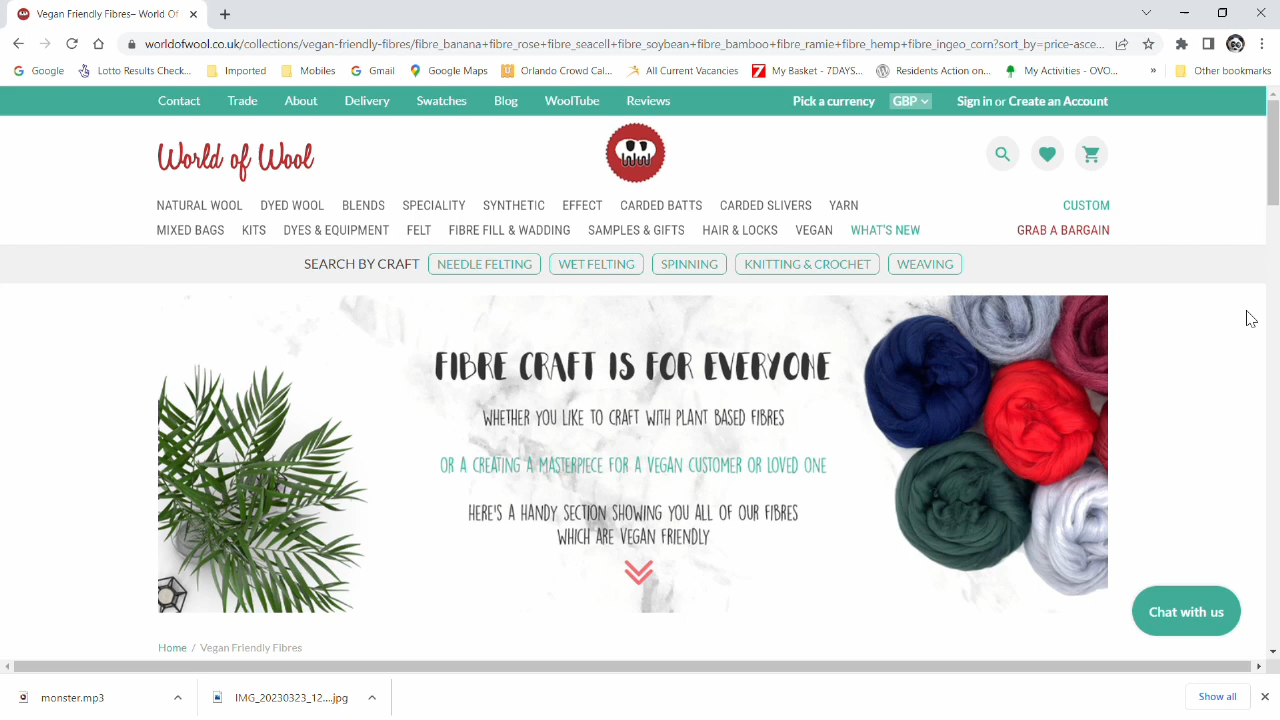 Vegan Friendly Fibres– World Of
worldofwool.co.uk/collections/vegan-friendly-fibres/fibre_banana+fibre_rose+fibre_seacell+fibre_soybean+fibre_bamboo+fibre_ramie+fibre_hemp+fibre_ingeo_corn?sort_by=price-asce...
Google Lotto Results Check... Imported Mobiles Gmail Google Maps Orlando Crowd Cal... All Current Vacancies My Basket - 7DAYS... Residents Action on... My Activities - OVO... » Other bookmarks
Contact Trade About Delivery Swatches Blog WoolTube Reviews Pick a currency GBP Sign in or Create an Account
World of Wool
NATURAL WOOL DYED WOOL BLENDS SPECIALITY SYNTHETIC EFFECT CARDED BATTS CARDED SLIVERS YARN CUSTOM
MIXED BAGS KITS DYES & EQUIPMENT FELT FIBRE FILL & WADDING SAMPLES & GIFTS HAIR & LOCKS VEGAN WHAT'S NEW GRAB A BARGAIN
SEARCH BY CRAFT NEEDLE FELTING WET FELTING SPINNING KNITTING & CROCHET WEAVING
FIBRE CRAFT IS FOR EVERYONE
WHETHER YOU LIKE TO CRAFT WITH PLANT BASED FIBRES
OR A CREATING A MASTERPIECE FOR A VEGAN CUSTOMER OR LOVED ONE
HERE'S A HANDY SECTION SHOWING YOU ALL OF OUR FIBRES
WHICH ARE VEGAN FRIENDLY
Chat with us
Home / Vegan Friendly Fibres
monster.mp3 IMG_20230323_12....jpg Show all